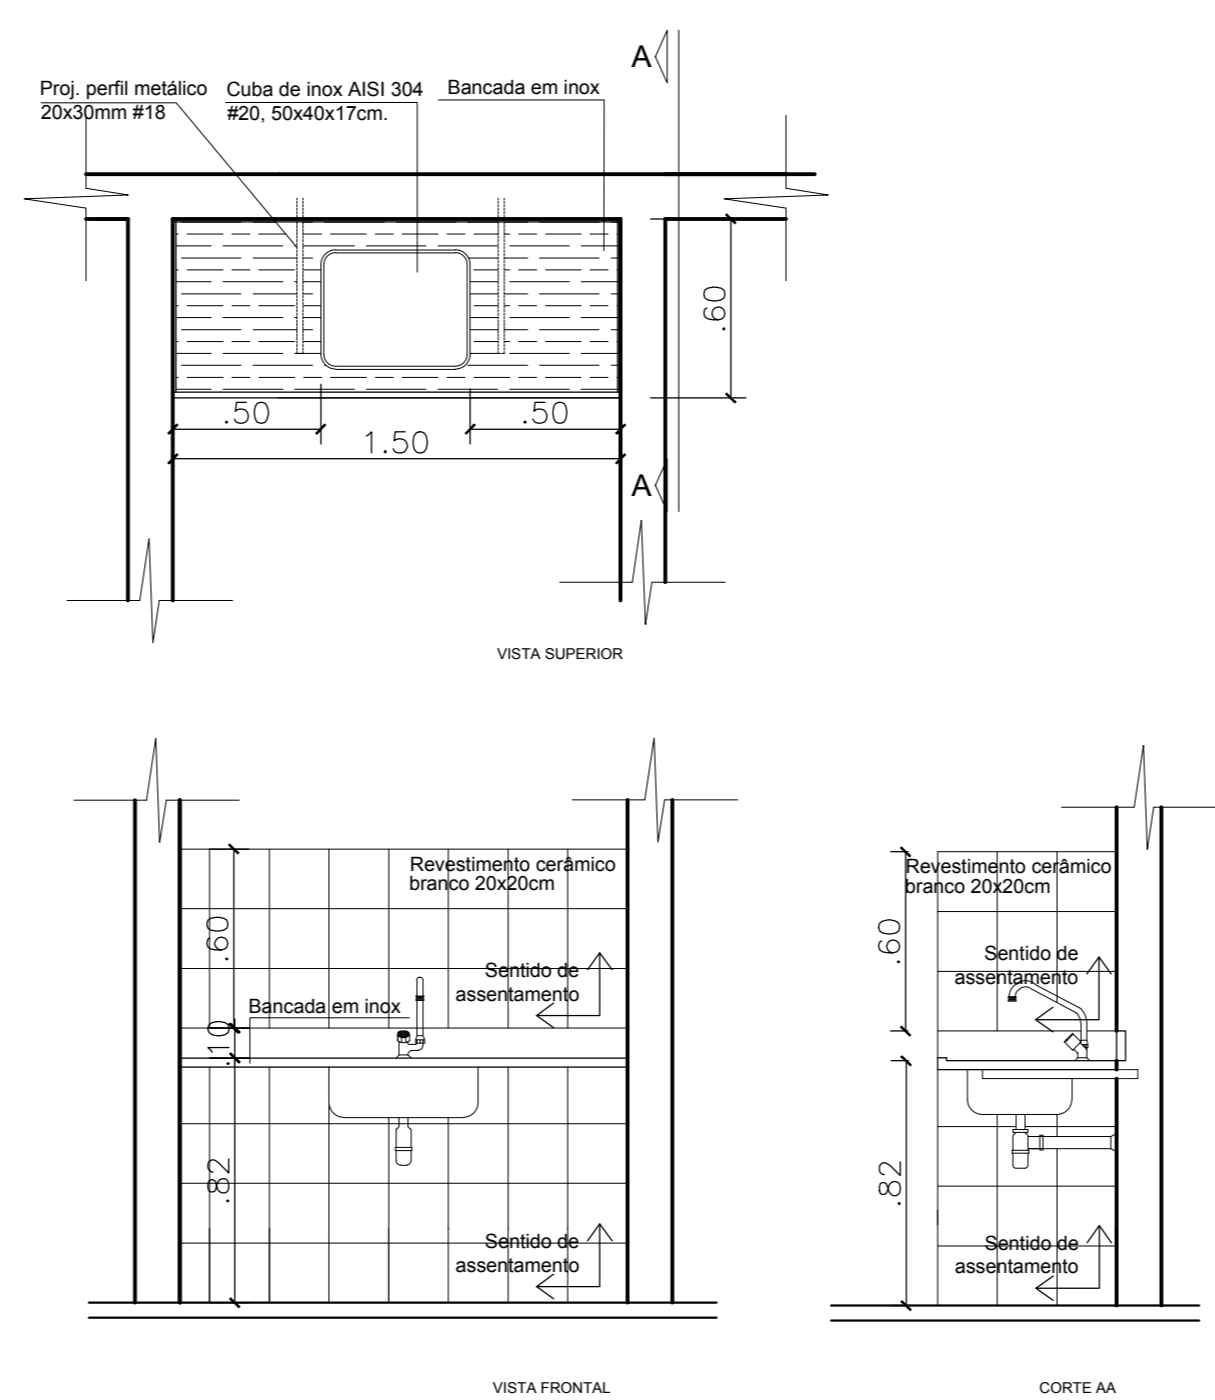 A
Proj. perfil metálico
20x30mm #18
Cuba de inox AISI 304
#20, 50x40x17cm.
Bancada em inox
.60
.50
.50
1.50
A
VISTA SUPERIOR
Revestimento cerâmico
branco 20x20cm
.60
Sentido de
assentamento
Bancada em inox
.10
.82
Sentido de
assentamento
VISTA FRONTAL
Revestimento cerâmico
branco 20x20cm
.60
Sentido de
assentamento
.82
Sentido de
assentamento
CORTE AA